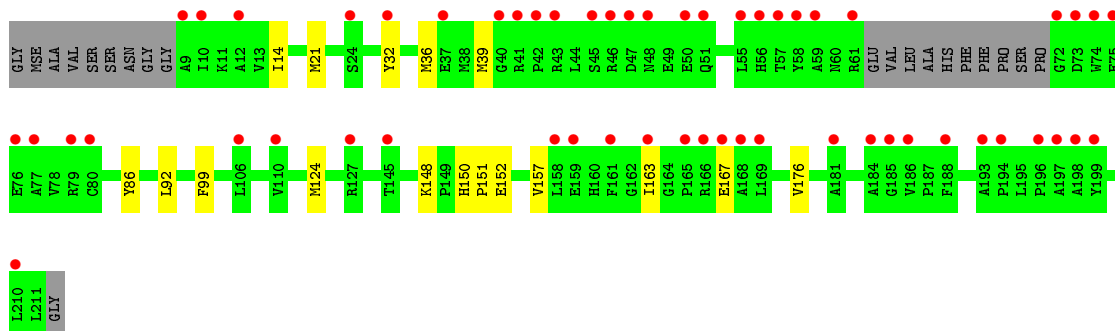 GLY MSE ALA VAL SER SER ASN GLY GLY A9 I10 K11 A12 V13 I14 M21 S24 Y32 M36 E37 M38 M39 G40 R41 P42 R43 L44 S45 R46 D47 N48 E49 E50 Q51 L55 H56 T57 Y58 A59 N60 R61 GLU VAL LEU ALA HIS PHE PHE PRO SER PRO G72 D73 W74 E75
E76 A77 V78 R79 C80 Y86 L92 F99 L106 V110 M124 R127 T145 K148 P149 H150 P151 E152 V157 L158 E159 H160 F161 G162 I163 G164 P165 R166 E167 A168 L169 V176 A181 A184 G185 V186 P187 F188 A193 P194 L195 P196 A197 A198 Y199
L210 L211 GLY